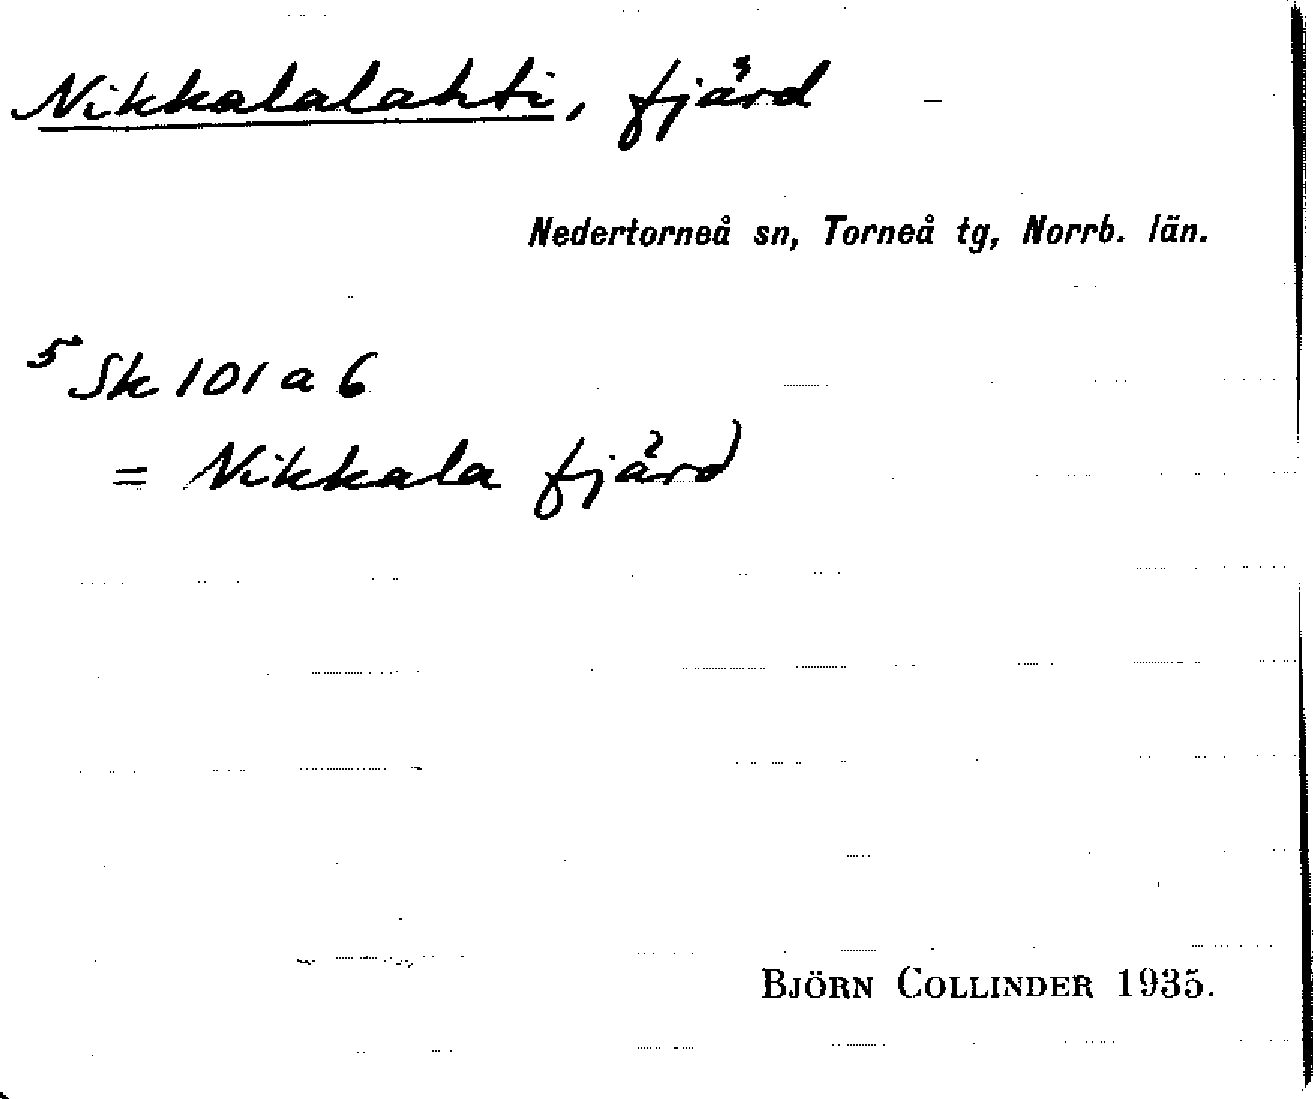 Nikkalalahti, fjärd
Nedertorneå sn, Torneå tg, Norrb. län.
5 Sk 101 a 6
= Nikkala fjärd
BJÖRN COLLINDER 1935.